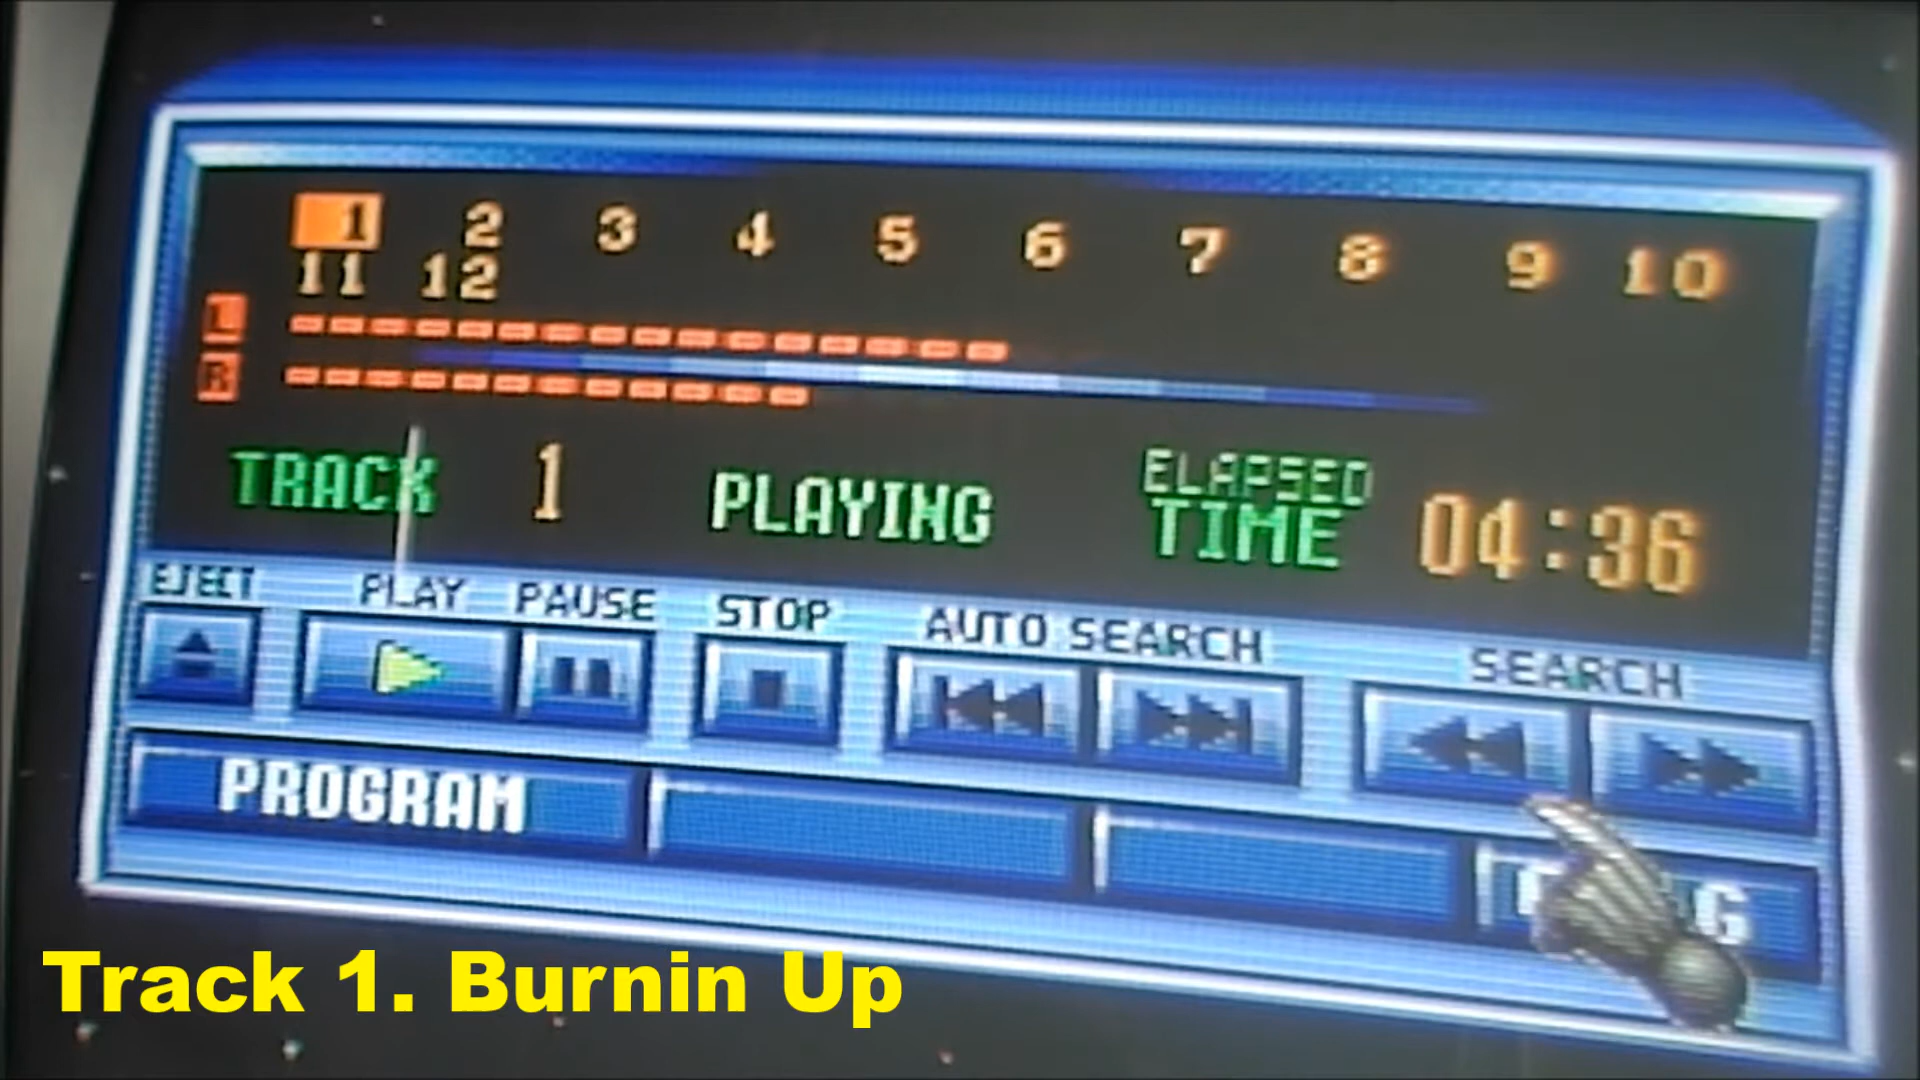 1 2 3 4 5 6 7 8 9 10
11 12
L
R
TRACK 1 PLAYING ELAPSED TIME 04:36
EJECT PLAY PAUSE STOP AUTO SEARCH SEARCH
PROGRAM
Track 1. Burnin Up